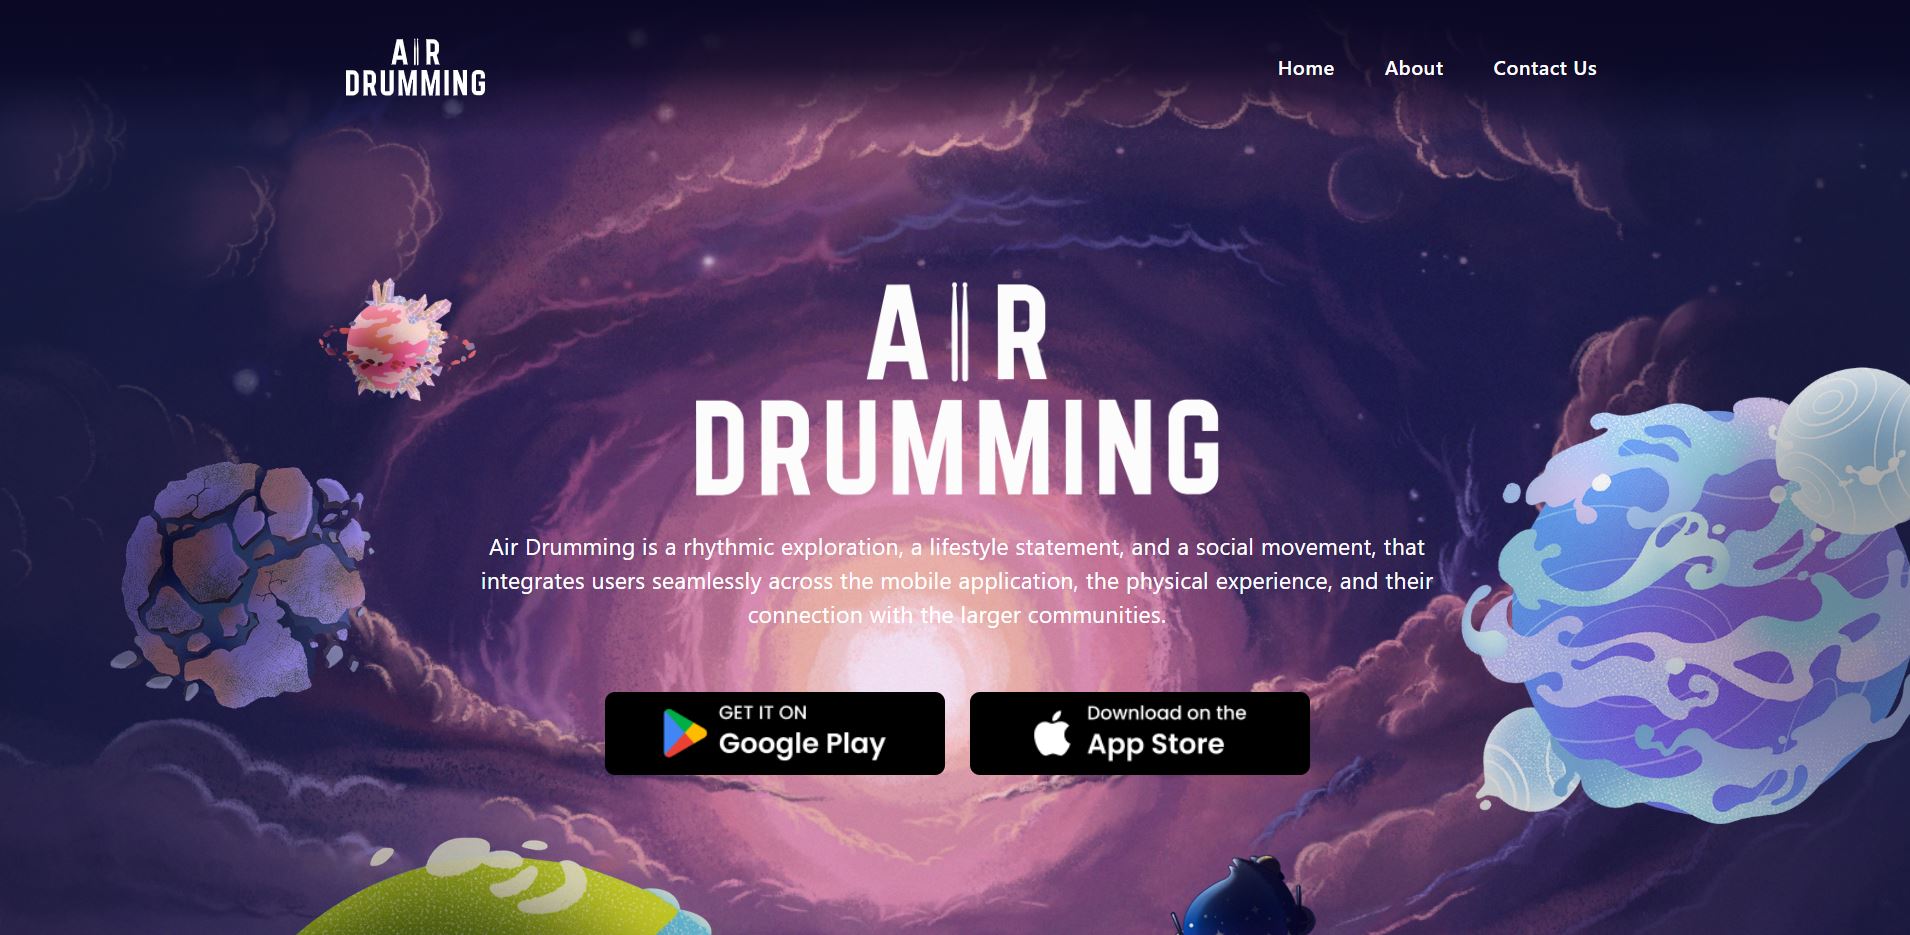 AIR
DRUMMING
Home
About
Contact Us
AIR
DRUMMING
Air Drumming is a rhythmic exploration, a lifestyle statement, and a social movement, that
integrates users seamlessly across the mobile application, the physical experience, and their
connection with the larger communities.
GET IT ON
Google Play
Download on the
App Store